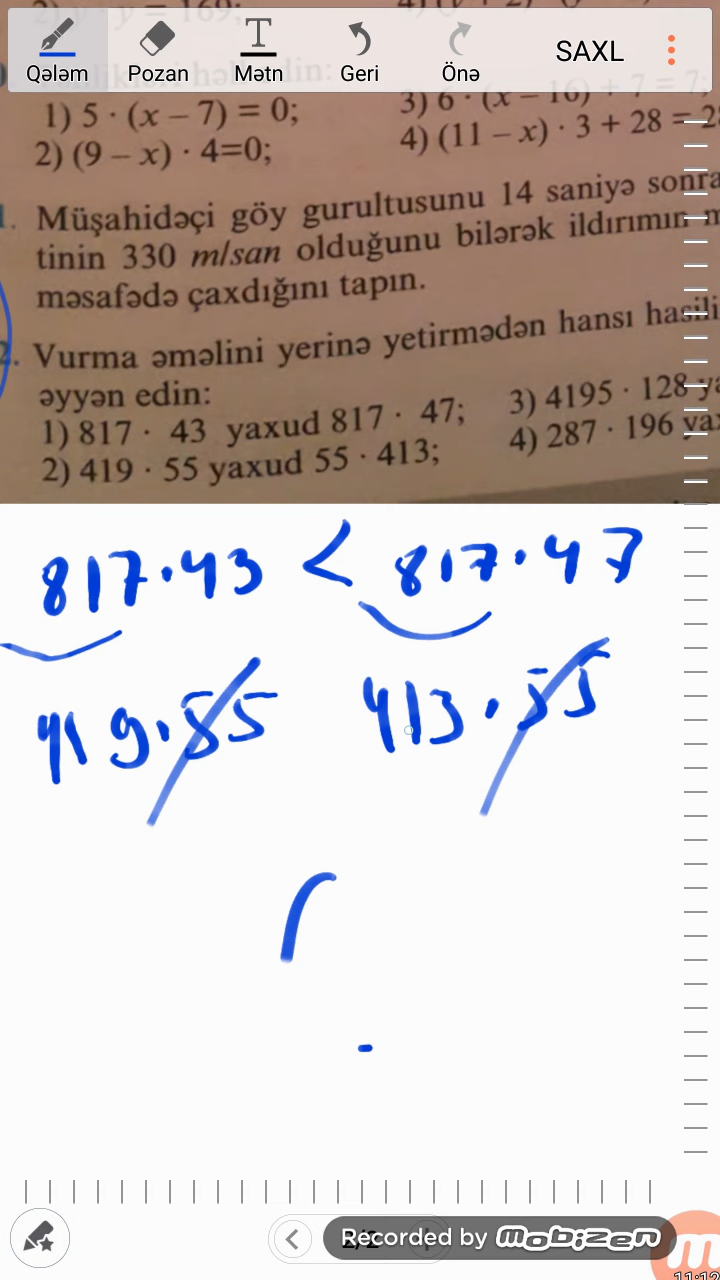 Qələm Pozan Mətn Geri Önə SAXL
1) 5 · (x – 7) = 0;
3) 6 · (x – 16) + 7 = 7;
2) (9 – x) · 4=0;
4) (11 – x) · 3 + 28 =
Müşahidəçi göy gurultusunu 14 saniyə sonra
tinin 330 m/san olduğunu bilərək ildırımın
məsafədə çaxdığını tapın.
2. Vurma əməlini yerinə yetirmədən hansı hasili
əyyən edin:
1) 817 · 43 yaxud 817 · 47;
3) 4195 · 128
2) 419 · 55 yaxud 55 · 413;
4) 287 · 196
817·43 < 817·47
419·55 413·55
Recorded by mobizen